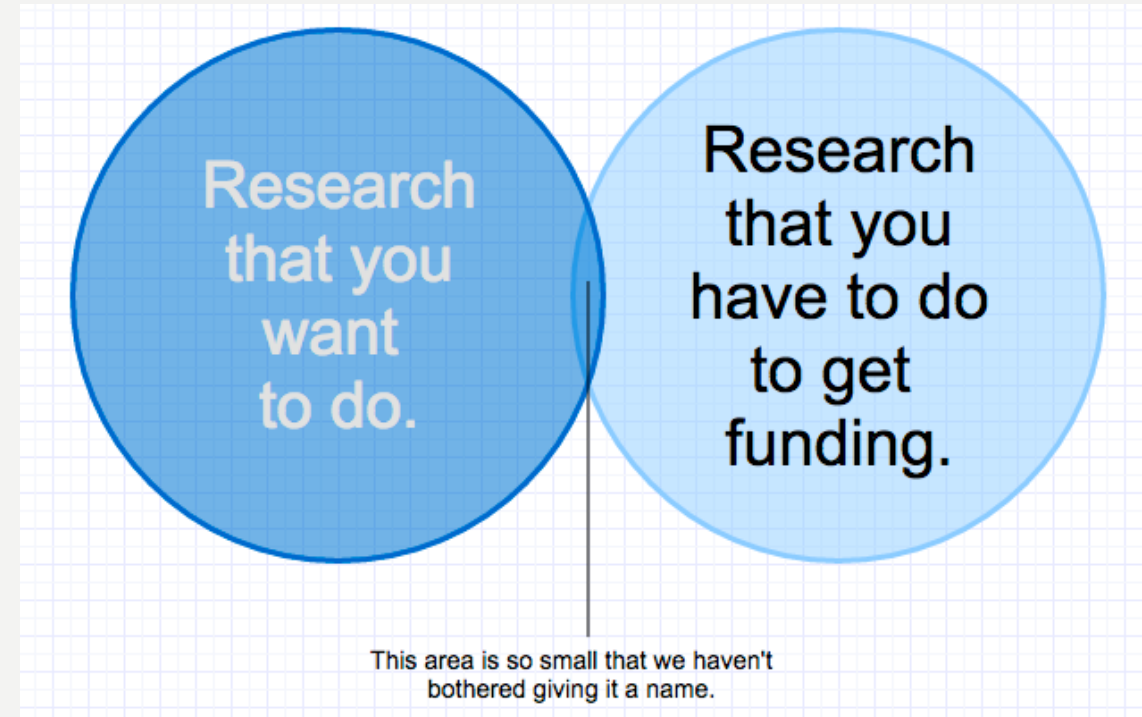 Research
that you
want
to do.
Research
that you
have to do
to get
funding.
This area is so small that we haven't
bothered giving it a name.